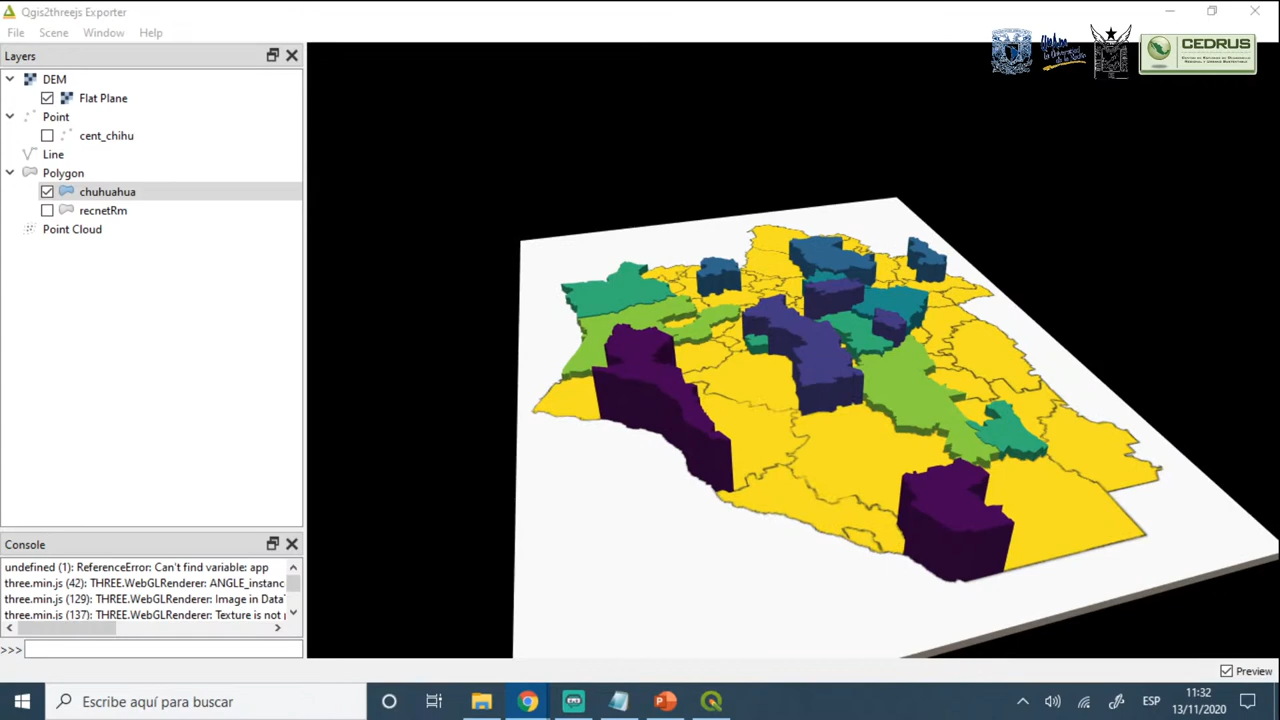 Qgis2threejs Exporter
File Scene Window Help
CEDRUS
Layers
DEM
Flat Plane
Point
cent_chihu
Line
Polygon
chuhuahua
recnetRm
Point Cloud
Console
undefined (1): ReferenceError: Can't find variable: app
three.min.js (42): THREE.WebGLRenderer: ANGLE_instanc
three.min.js (129): THREE.WebGLRenderer: Image in Data
three.min.js (137): THREE.WebGLRenderer: Texture is not
>>>
Preview
Escribe aquí para buscar
ESP
11:32
13/11/2020